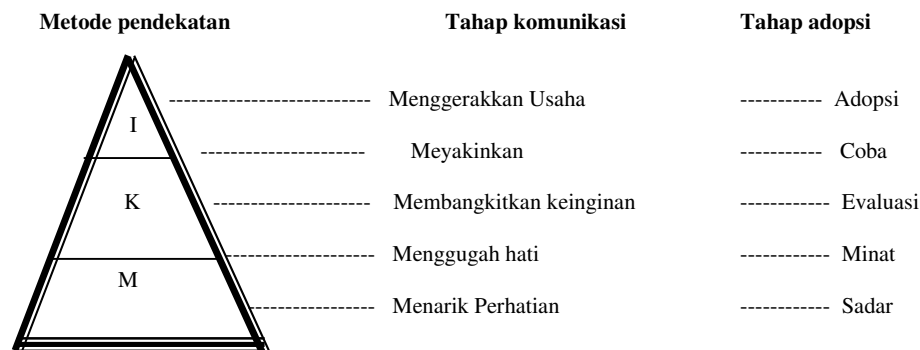 Metode pendekatan Tahap komunikasi Tahap adopsi
---------------------- Menggerakkan Usaha ----------- Adopsi
I
------------------ Meyakinkan ----------- Coba
K ----------------- Membangkitkan keinginan ----------- Evaluasi
---------------- Menggugah hati ----------- Minat
M
-------------- Menarik Perhatian ------------ Sadar